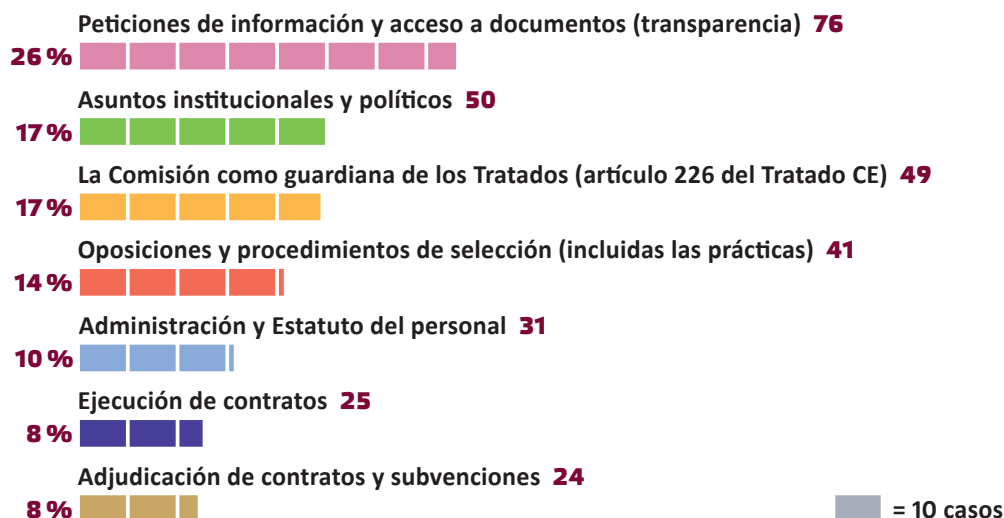 Peticiones de información y acceso a documentos (transparencia) 76
26 %
Asuntos institucionales y políticos 50
17 %
La Comisión como guardiana de los Tratados (artículo 226 del Tratado CE) 49
17 %
Oposiciones y procedimientos de selección (incluidas las prácticas) 41
14 %
Administración y Estatuto del personal 31
10 %
Ejecución de contratos 25
8 %
Adjudicación de contratos y subvenciones 24
8 %
= 10 casos